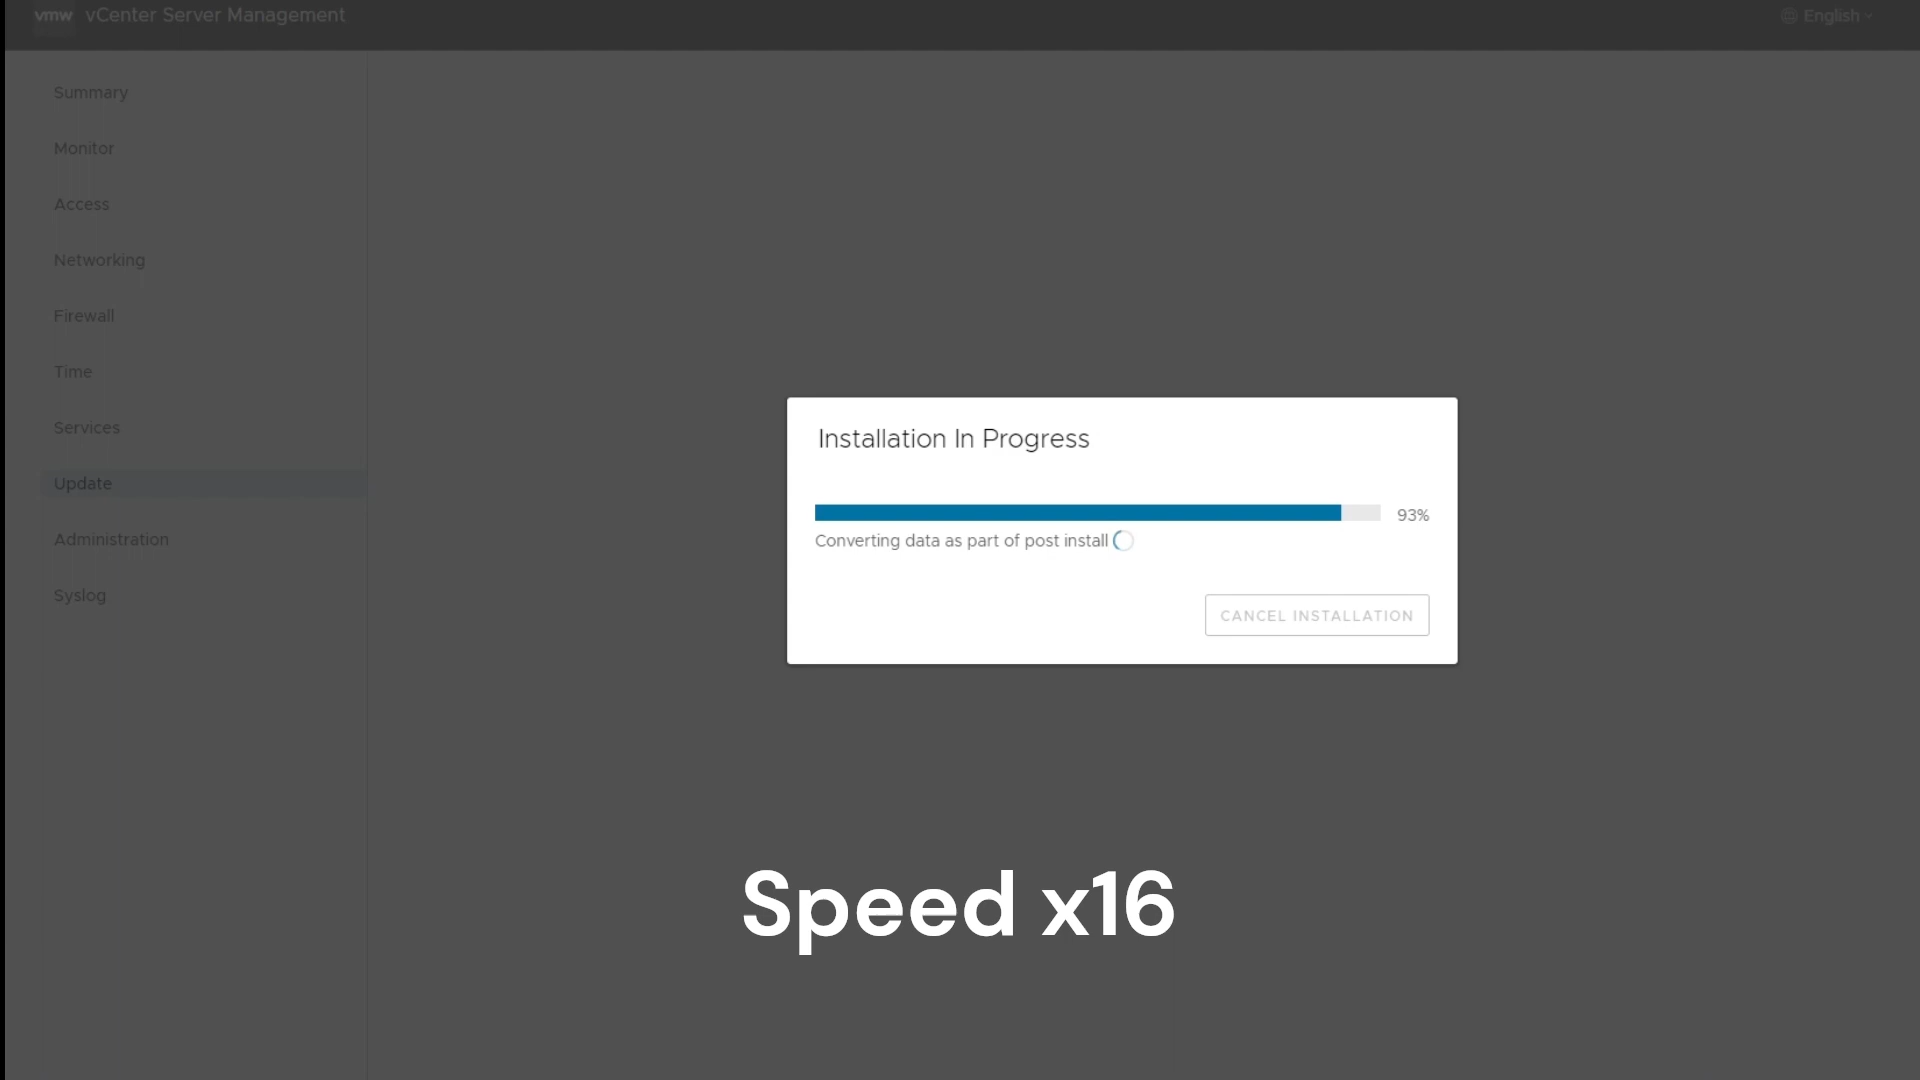 vmw vCenter Server Management
English
Summary
Monitor
Access
Networking
Firewall
Time
Services
Update
Administration
Syslog
Installation In Progress
93%
Converting data as part of post install
CANCEL INSTALLATION
Speed x16